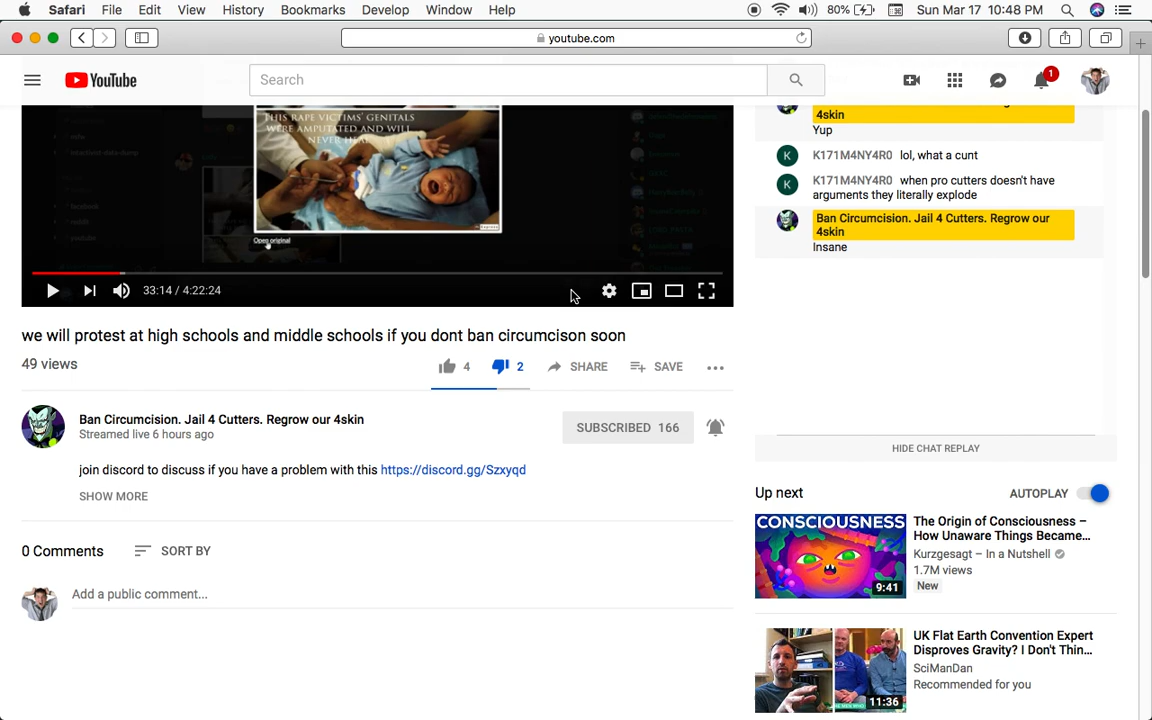 Safari File Edit View History Bookmarks Develop Window Help 80% Sun Mar 17 10:48 PM
youtube.com
YouTube
Search
1
THIS RAPE VICTIMS' GENITALS
WERE AMPUTATED AND WILL
NEVER
Open original
33:14 / 4:22:24
4skin
Yup
K K171M4NY4R0 lol, what a cunt
K K171M4NY4R0 when pro cutters doesn't have
arguments they literally explode
Ban Circumcision. Jail 4 Cutters. Regrow our
4skin
Insane
HIDE CHAT REPLAY
we will protest at high schools and middle schools if you dont ban circumcison soon
49 views
4 2 SHARE SAVE
Ban Circumcision. Jail 4 Cutters. Regrow our 4skin
Streamed live 6 hours ago
SUBSCRIBED 166
join discord to discuss if you have a problem with this https://discord.gg/Szxyqd
SHOW MORE
0 Comments SORT BY
Add a public comment...
Up next AUTOPLAY
CONSCIOUSNESS
9:41
The Origin of Consciousness –
How Unaware Things Became...
Kurzgesagt – In a Nutshell
1.7M views
New
11:36
UK Flat Earth Convention Expert
Disproves Gravity? I Don't Thin...
SciManDan
Recommended for you